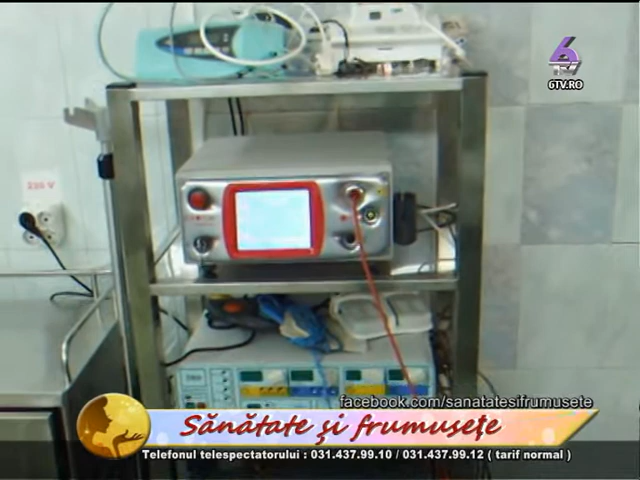 6
6TV.RO
230 V
facebook.com/sanatatesifrumusete
Sănătate şi frumuseţe
Telefonul telespectatorului : 031.437.99.10 / 031.437.99.12 ( tarif normal )